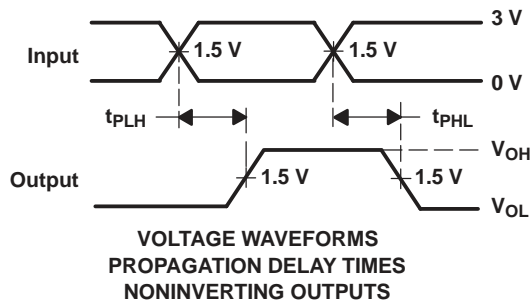 3 V
Input
1.5 V
1.5 V
0 V
tPLH
tPHL
VOH
Output
1.5 V
1.5 V
VOL
VOLTAGE WAVEFORMS
PROPAGATION DELAY TIMES
NONINVERTING OUTPUTS